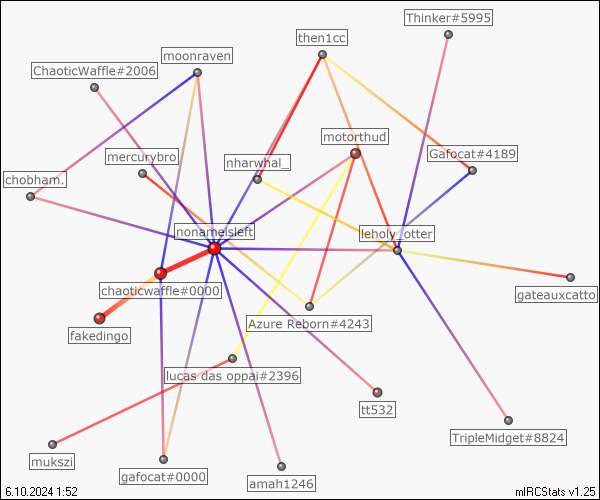 Thinker#5995
then1cc
moonraven
ChaoticWaffle#2006
motorthud
Gafocat#4189
mercurybro
nharwhal_
chobham.
nonameisleft
leholy_otter
chaoticwaffle#0000
gateauxcatto
Azure Reborn#4243
fakedingo
lucas das oppai#2396
tt532
TripleMidget#8824
mukszi
gafocat#0000
amah1246
6.10.2024 1:52
mIRCStats v1.25